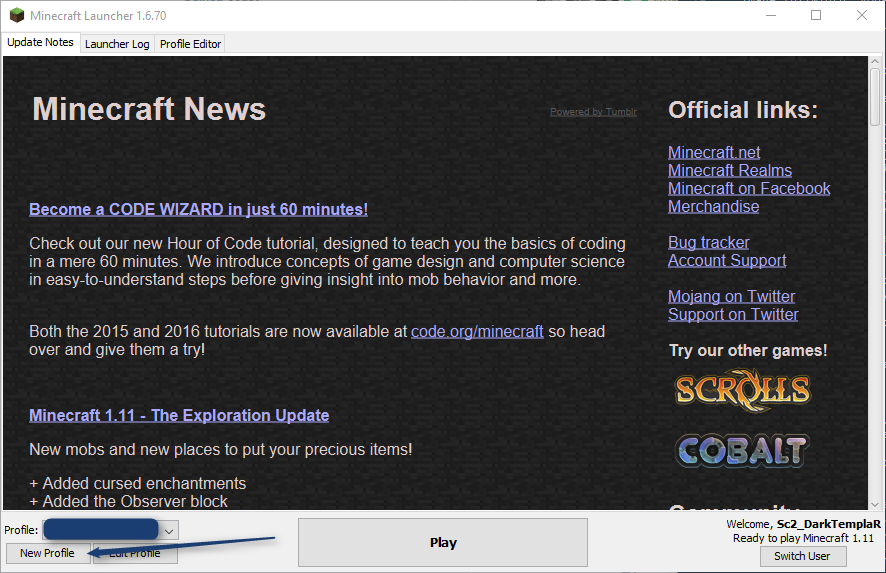 Minecraft Launcher 1.6.70
Update Notes
Launcher Log
Profile Editor
Minecraft News
Powered by Tumblr
Become a CODE WIZARD in just 60 minutes!
Check out our new Hour of Code tutorial, designed to teach you the basics of coding
in a mere 60 minutes. We introduce concepts of game design and computer science
in easy-to-understand steps before giving insight into mob behavior and more.
Both the 2015 and 2016 tutorials are now available at code.org/minecraft so head
over and give them a try!
Minecraft 1.11 - The Exploration Update
New mobs and new places to put your precious items!
+ Added cursed enchantments
+ Added the Observer block
Official links:
Minecraft.net
Minecraft Realms
Minecraft on Facebook
Merchandise
Bug tracker
Account Support
Mojang on Twitter
Support on Twitter
Try our other games!
SCROLLS
COBALT
Community
Profile:
New Profile
Edit Profile
Play
Welcome, Sc2_DarkTemplaR
Ready to play Minecraft 1.11
Switch User